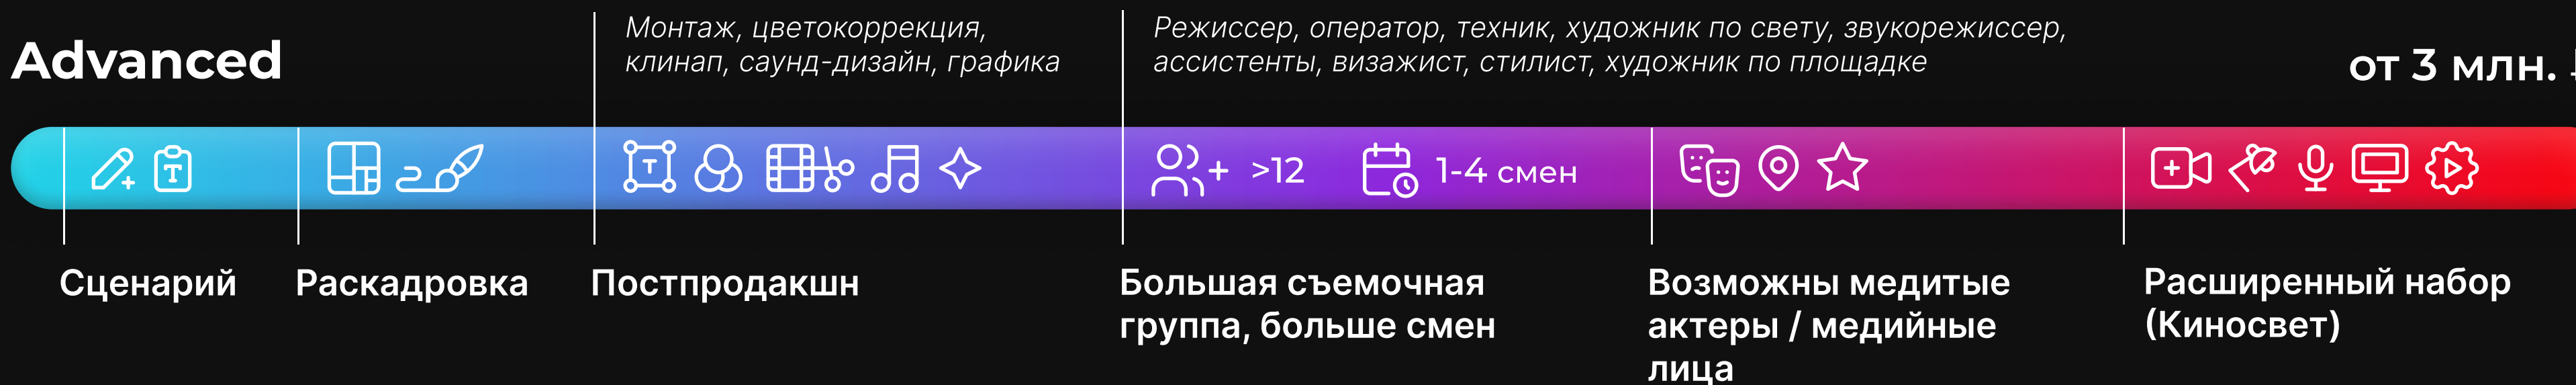 Advanced
Монтаж, цветокоррекция,
клинап, саунд-дизайн, графика
Режиссер, оператор, техник, художник по свету, звукорежиссер,
ассистенты, визажист, стилист, художник по площадке
от 3 млн.
>12
1-4 смен
Сценарий
Раскадровка
Постпродакшн
Большая съемочная
группа, больше смен
Возможны медитые
актеры / медийные
лица
Расширенный набор
(Киносвет)